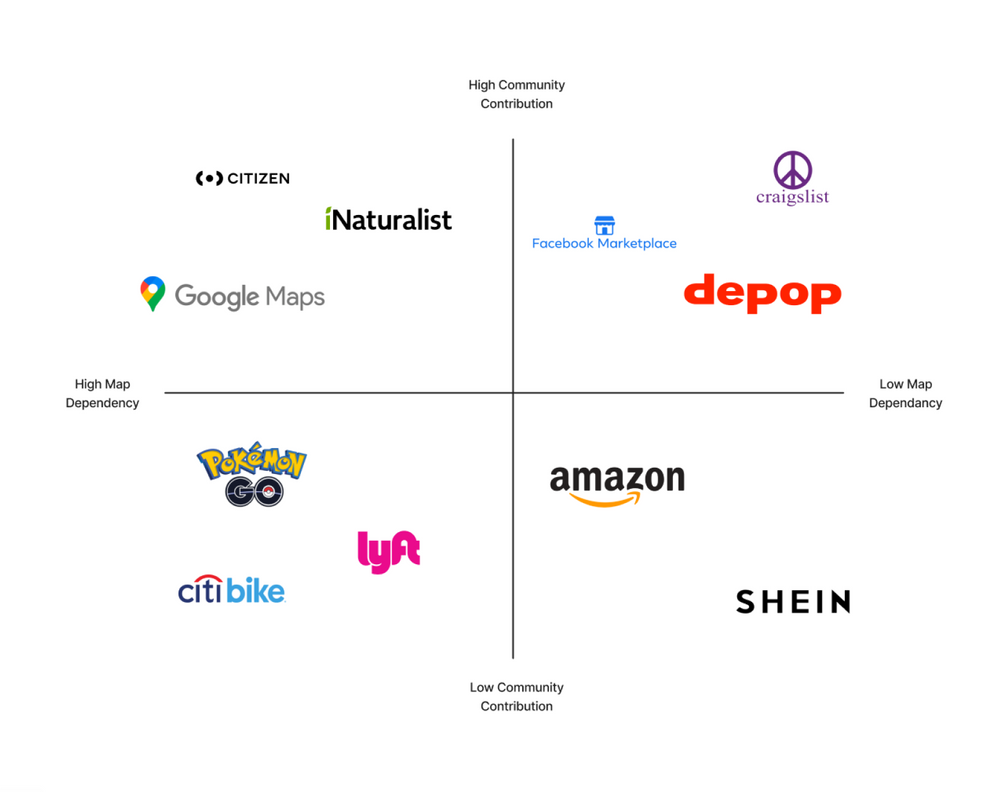 High Community
Contribution
CITIZEN
craigslist
iNaturalist
Facebook Marketplace
Google Maps
depop
High Map
Dependency
Low Map
Dependancy
POKéMON
GO
amazon
lyft
citi bike
SHEIN
Low Community
Contribution